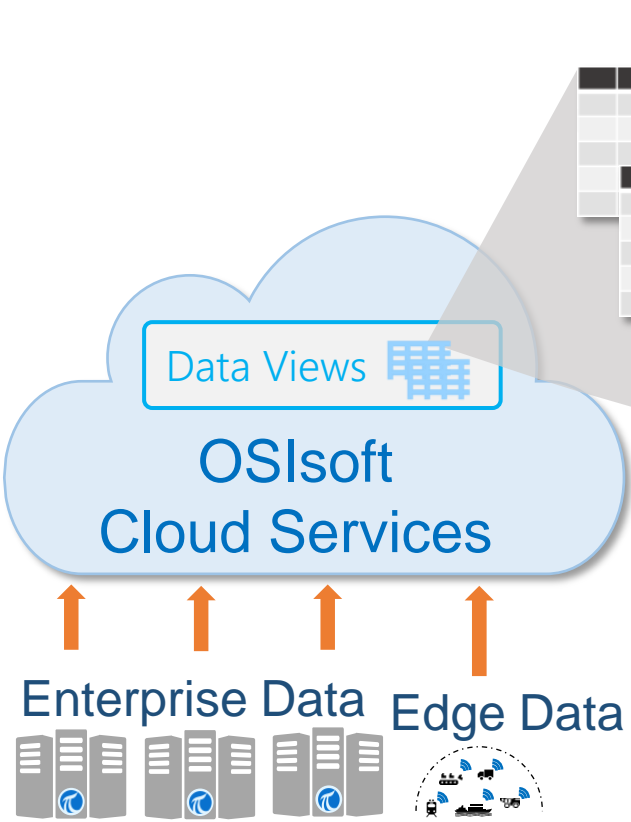 Data Views
OSIsoft
Cloud Services
Enterprise Data
Edge Data